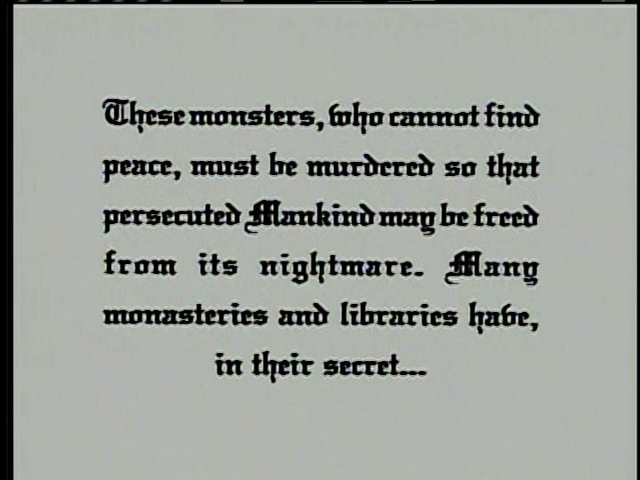 These monsters, who cannot find
peace, must be murdered so that
persecuted Mankind may be freed
from its nightmare. Many
monasteries and libraries have,
in their secret...